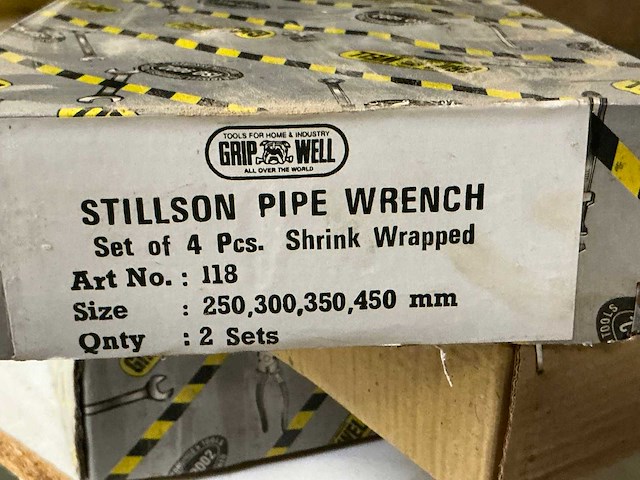 TOOLS FOR HOME & INDUSTRY
GRIP WELL
ALL OVER THE WORLD
STILLSON PIPE WRENCH
Set of 4 Pcs. Shrink Wrapped
Art No. : 118
Size : 250,300,350,450 mm
Qnty : 2 Sets
TOOLS